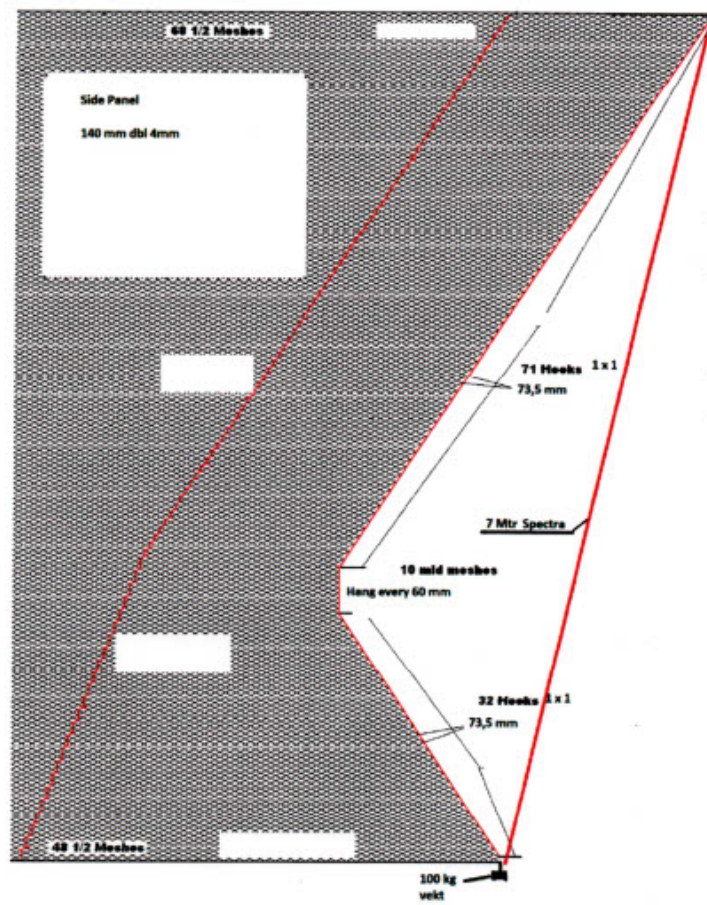 68 1/2 Meshes
Side Panel
140 mm dbl 4mm
71 Hooks 1 x 1
73,5 mm
7 Mtr Spectra
10 mid meshes
Hang every 60 mm
32 Hooks 1 x 1
73,5 mm
48 1/2 Meshes
100 kg
vekt